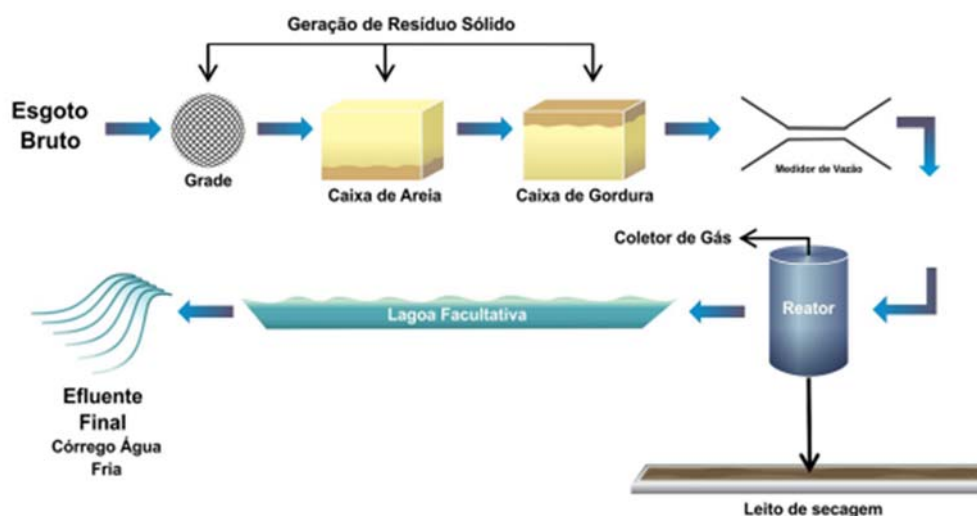 Geração de Resíduo Sólido
Esgoto
Bruto
Grade
Caixa de Areia
Caixa de Gordura
Medidor de Vazão
Coletor de Gás
Reator
Lagoa Facultativa
Efluente
Final
Córrego Água
Fria
Leito de secagem